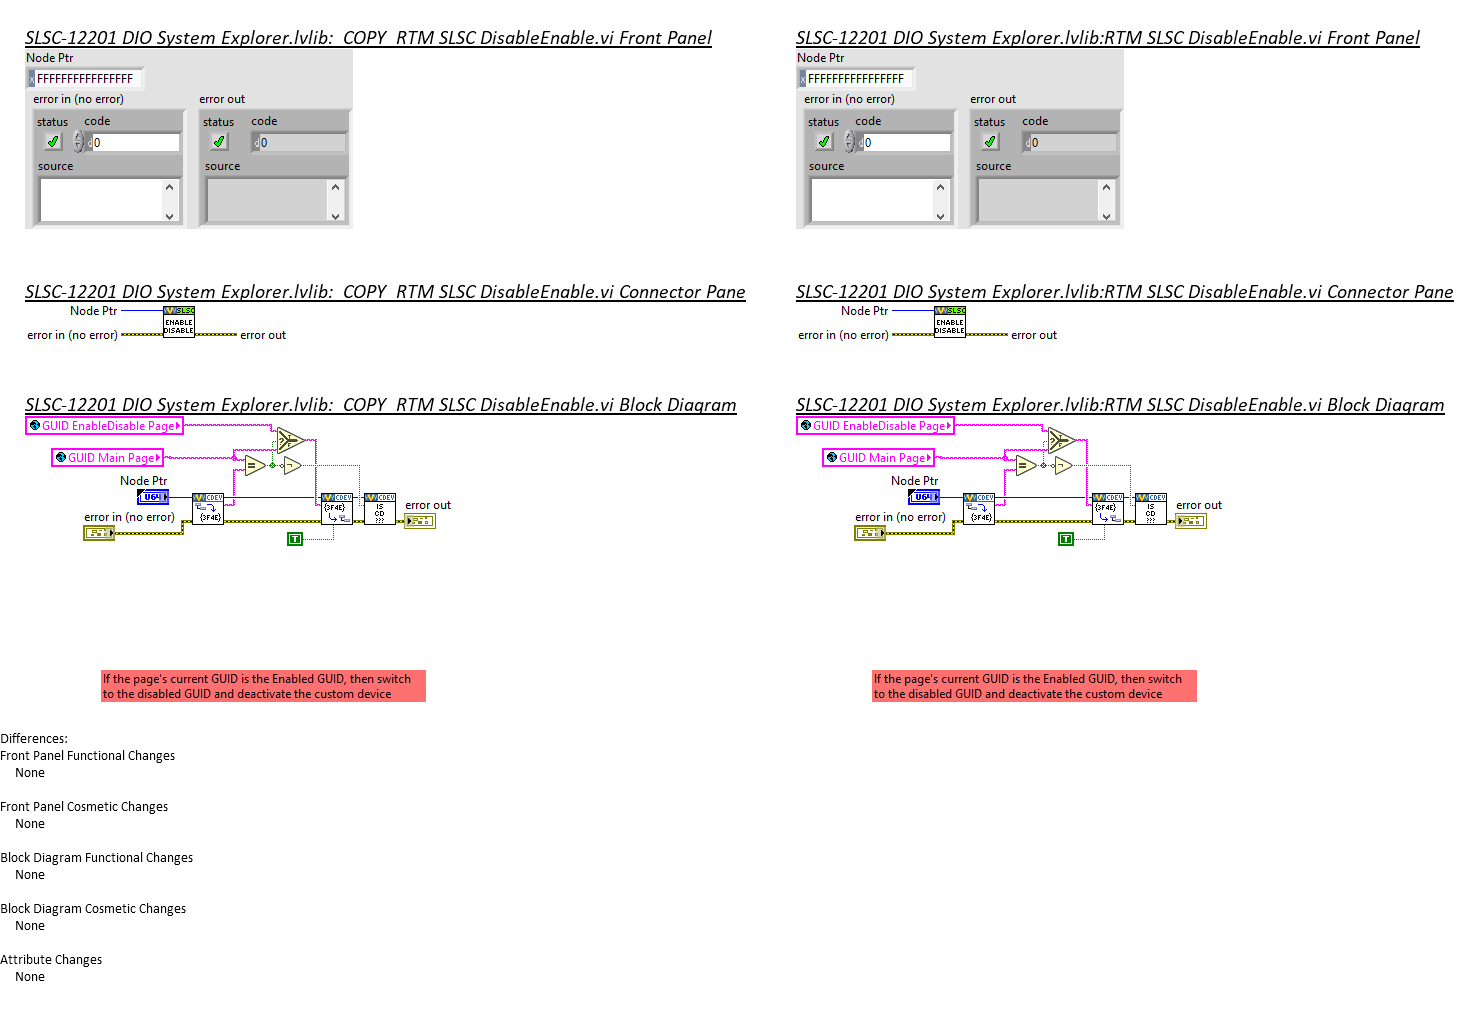 SLSC-12201 DIO System Explorer.lvlib:  COPY  RTM SLSC DisableEnable.vi Front Panel
Node Ptr
x FFFFFFFFFFFFFFFF
error in (no error)
error out
status
code
status
code
d 0
d 0
source
source
SLSC-12201 DIO System Explorer.lvlib:RTM SLSC DisableEnable.vi Front Panel
Node Ptr
x FFFFFFFFFFFFFFFF
error in (no error)
error out
status
code
status
code
d 0
d 0
source
source
SLSC-12201 DIO System Explorer.lvlib:  COPY  RTM SLSC DisableEnable.vi Connector Pane
Node Ptr
SLSC
ENABLE
DISABLE
error in (no error)
error out
SLSC-12201 DIO System Explorer.lvlib:RTM SLSC DisableEnable.vi Connector Pane
Node Ptr
SLSC
ENABLE
DISABLE
error in (no error)
error out
SLSC-12201 DIO System Explorer.lvlib:  COPY  RTM SLSC DisableEnable.vi Block Diagram
GUID EnableDisable Page
GUID Main Page
?
F
=
Node Ptr
U64
CDEV
{3F4E}
CDEV
{3F4E}
CDEV
IS
CD
???
error in (no error)
error out
T
If the page's current GUID is the Enabled GUID, then switch
to the disabled GUID and deactivate the custom device
SLSC-12201 DIO System Explorer.lvlib:RTM SLSC DisableEnable.vi Block Diagram
GUID EnableDisable Page
GUID Main Page
?
F
=
Node Ptr
U64
CDEV
{3F4E}
CDEV
{3F4E}
CDEV
IS
CD
???
error in (no error)
error out
T
If the page's current GUID is the Enabled GUID, then switch
to the disabled GUID and deactivate the custom device
Differences:
Front Panel Functional Changes
None
Front Panel Cosmetic Changes
None
Block Diagram Functional Changes
None
Block Diagram Cosmetic Changes
None
Attribute Changes
None